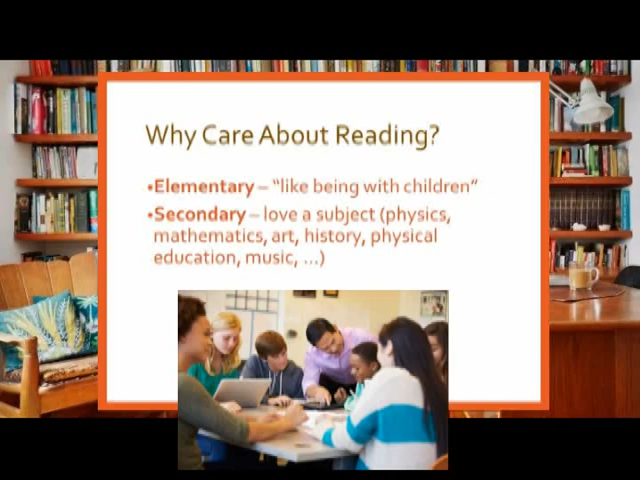 Why Care About Reading?
•Elementary – “like being with children”
•Secondary – love a subject (physics,
mathematics, art, history, physical
education, music, ...)